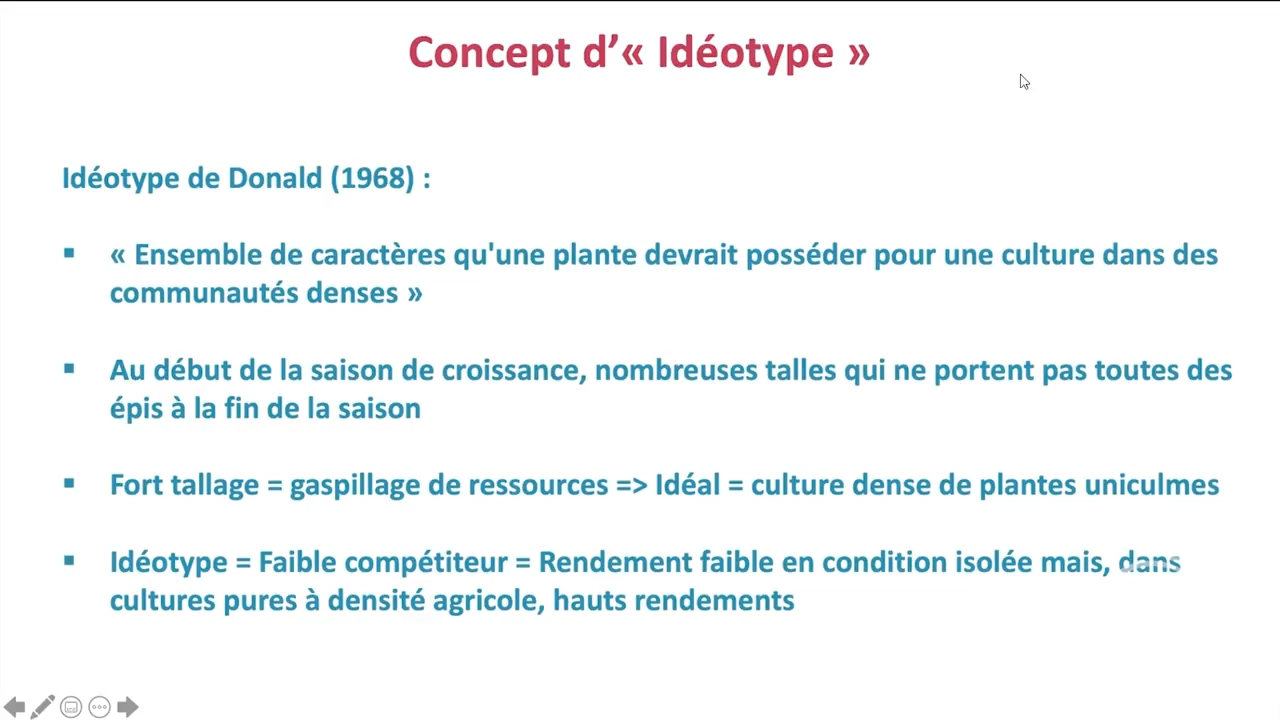 Concept d’« Idéotype »
Idéotype de Donald (1968) :
▪ « Ensemble de caractères qu'une plante devrait posséder pour une culture dans des
communautés denses »
▪ Au début de la saison de croissance, nombreuses talles qui ne portent pas toutes des
épis à la fin de la saison
▪ Fort tallage = gaspillage de ressources => Idéal = culture dense de plantes uniculmes
▪ Idéotype = Faible compétiteur = Rendement faible en condition isolée mais, dans
cultures pures à densité agricole, hauts rendements